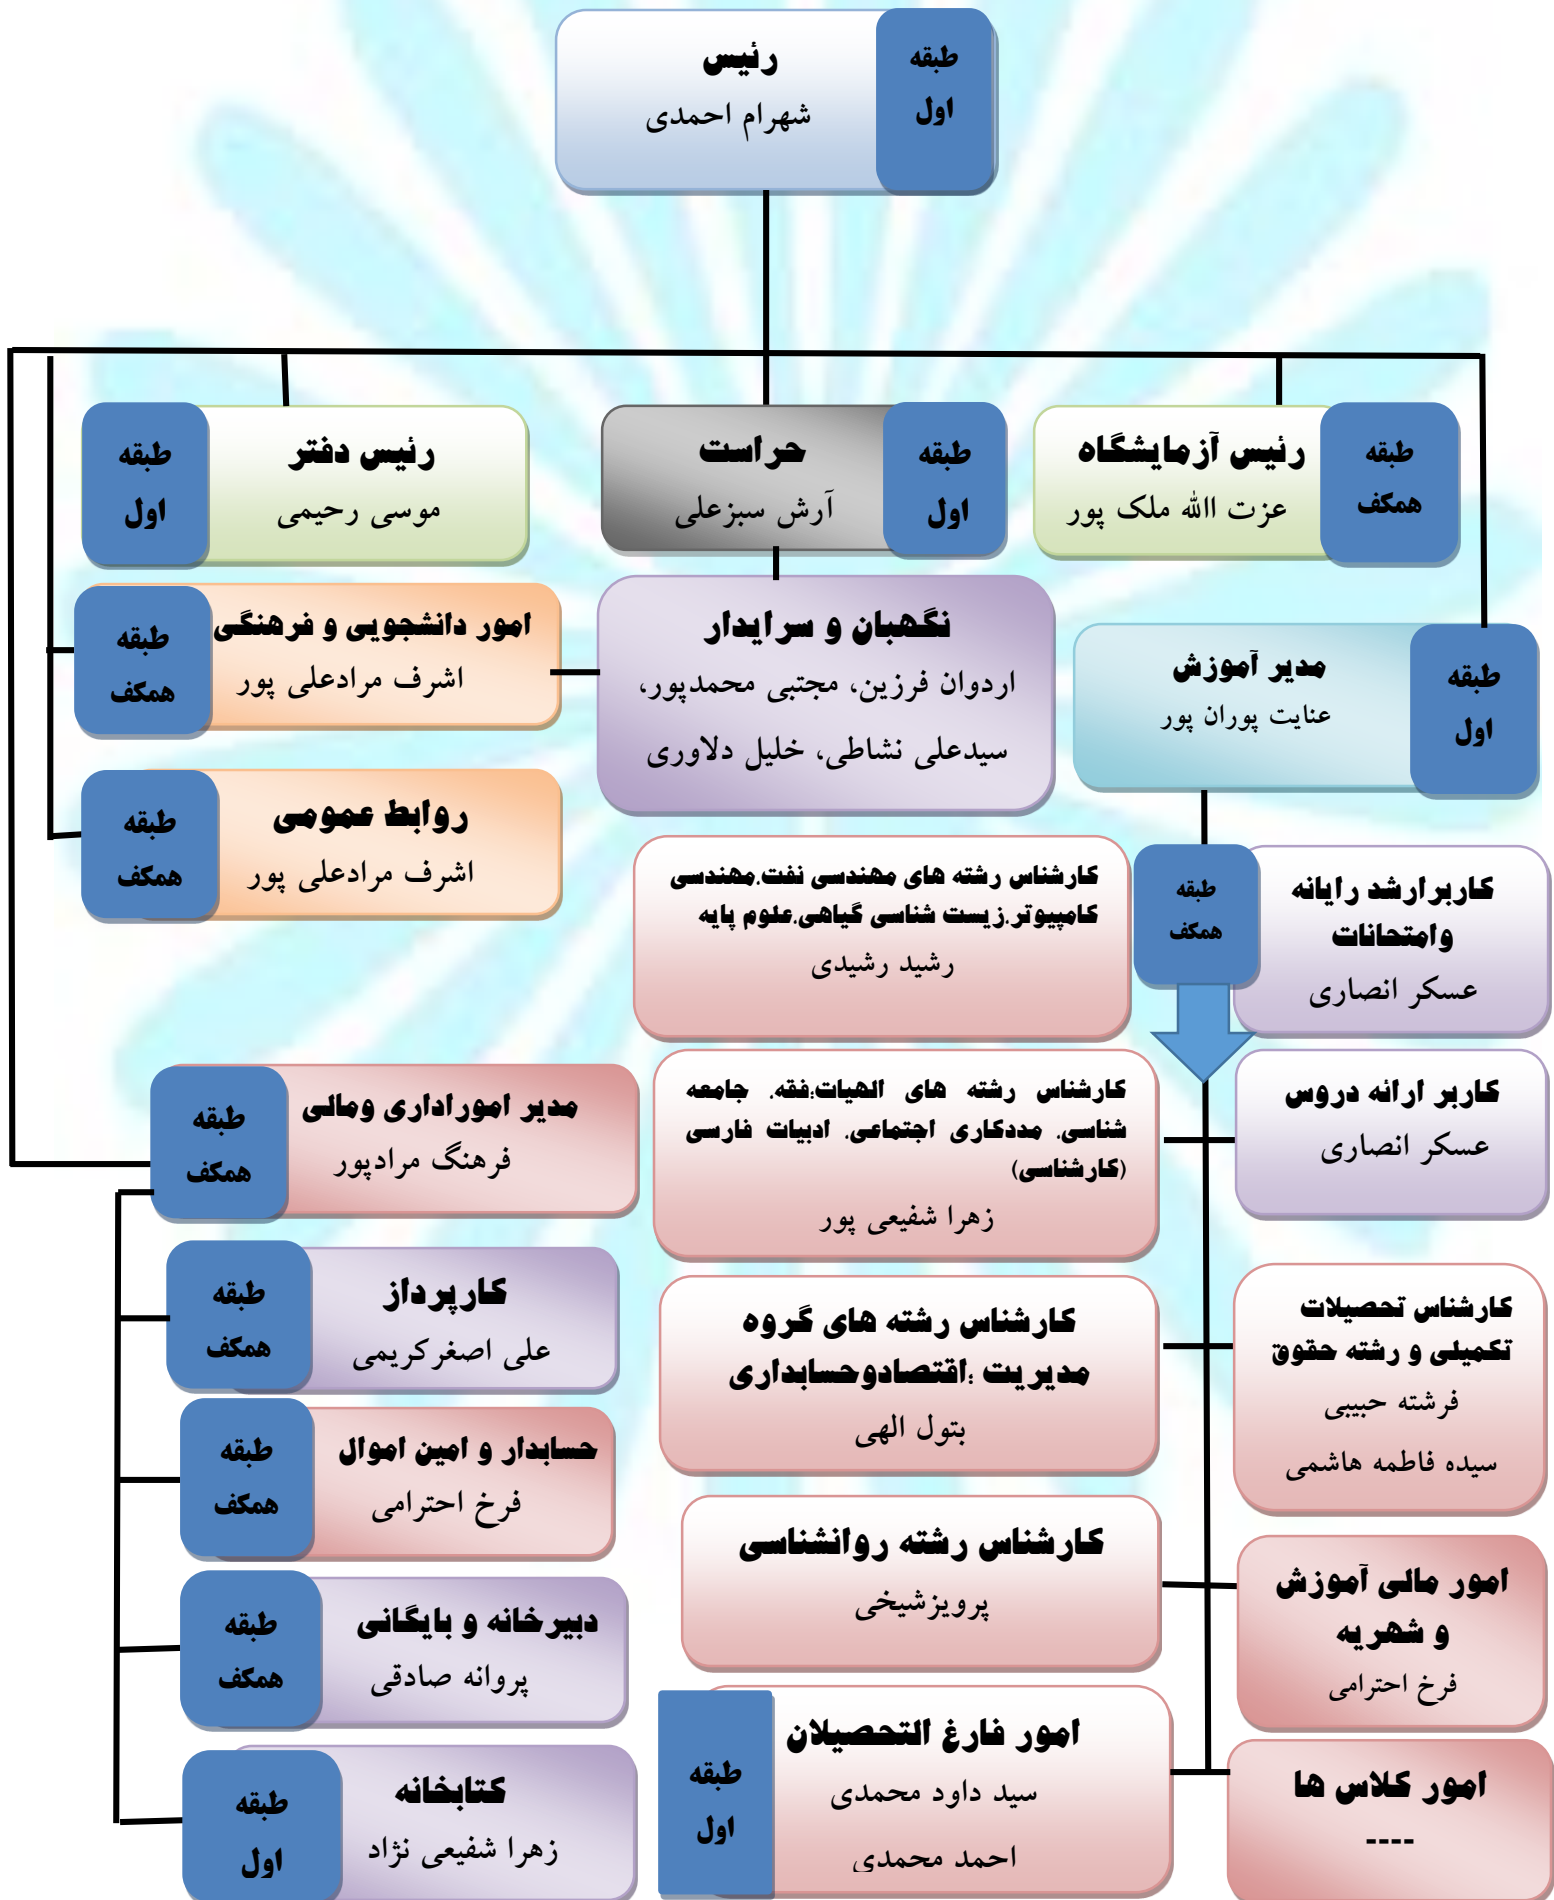 رئیس
شهرام احمدی
طبقه
اول
رئیس آزمایشگاه
عزت االله ملک پور
طبقه
همکف
حراست
آرش سبزعلی
طبقه
اول
رئیس دفتر
موسی رحیمی
طبقه
اول
نگهبان و سرایدار
اردوان فرزین، مجتبی محمدپور،
سیدعلی نشاطی، خلیل دلاوری
امور دانشجویی و فرهنگی
اشرف مرادعلی پور
طبقه
همکف
مدیر آموزش
عنایت پوران پور
طبقه
اول
روابط عمومی
اشرف مرادعلی پور
طبقه
همکف
کاربرارشد رایانه
وامتحانات
عسکر انصاری
طبقه
همکف
کارشناس رشته های مهندسی نفت.مهندسی
کامپیوتر.زیست شناسی گیاهی.علوم پایه
رشید رشیدی
کاربر ارائه دروس
عسکر انصاری
کارشناس رشته های الهیات؛فقه. جامعه
شناسی. مددکاری اجتماعی. ادبیات فارسی
(کارشناسی)
زهرا شفیعی پور
مدیر اموراداری ومالی
فرهنگ مرادپور
طبقه
همکف
کارشناس تحصیلات
تکمیلی و رشته حقوق
فرشته حبیبی
سیده فاطمه هاشمی
کارشناس رشته های گروه
مدیریت ؛اقتصادوحسابداری
بتول الهی
کارپرداز
علی اصغرکریمی
طبقه
همکف
حسابدار و امین اموال
فرخ احترامی
طبقه
همکف
امور مالی آموزش
و شهریه
فرخ احترامی
کارشناس رشته روانشناسی
پرویزشیخی
دبیرخانه و بایگانی
پروانه صادقی
طبقه
همکف
امور کلاس ها
----
امور فارغ التحصیلان
سید داود محمدی
احمد محمدی
طبقه
اول
کتابخانه
زهرا شفیعی نژاد
طبقه
اول